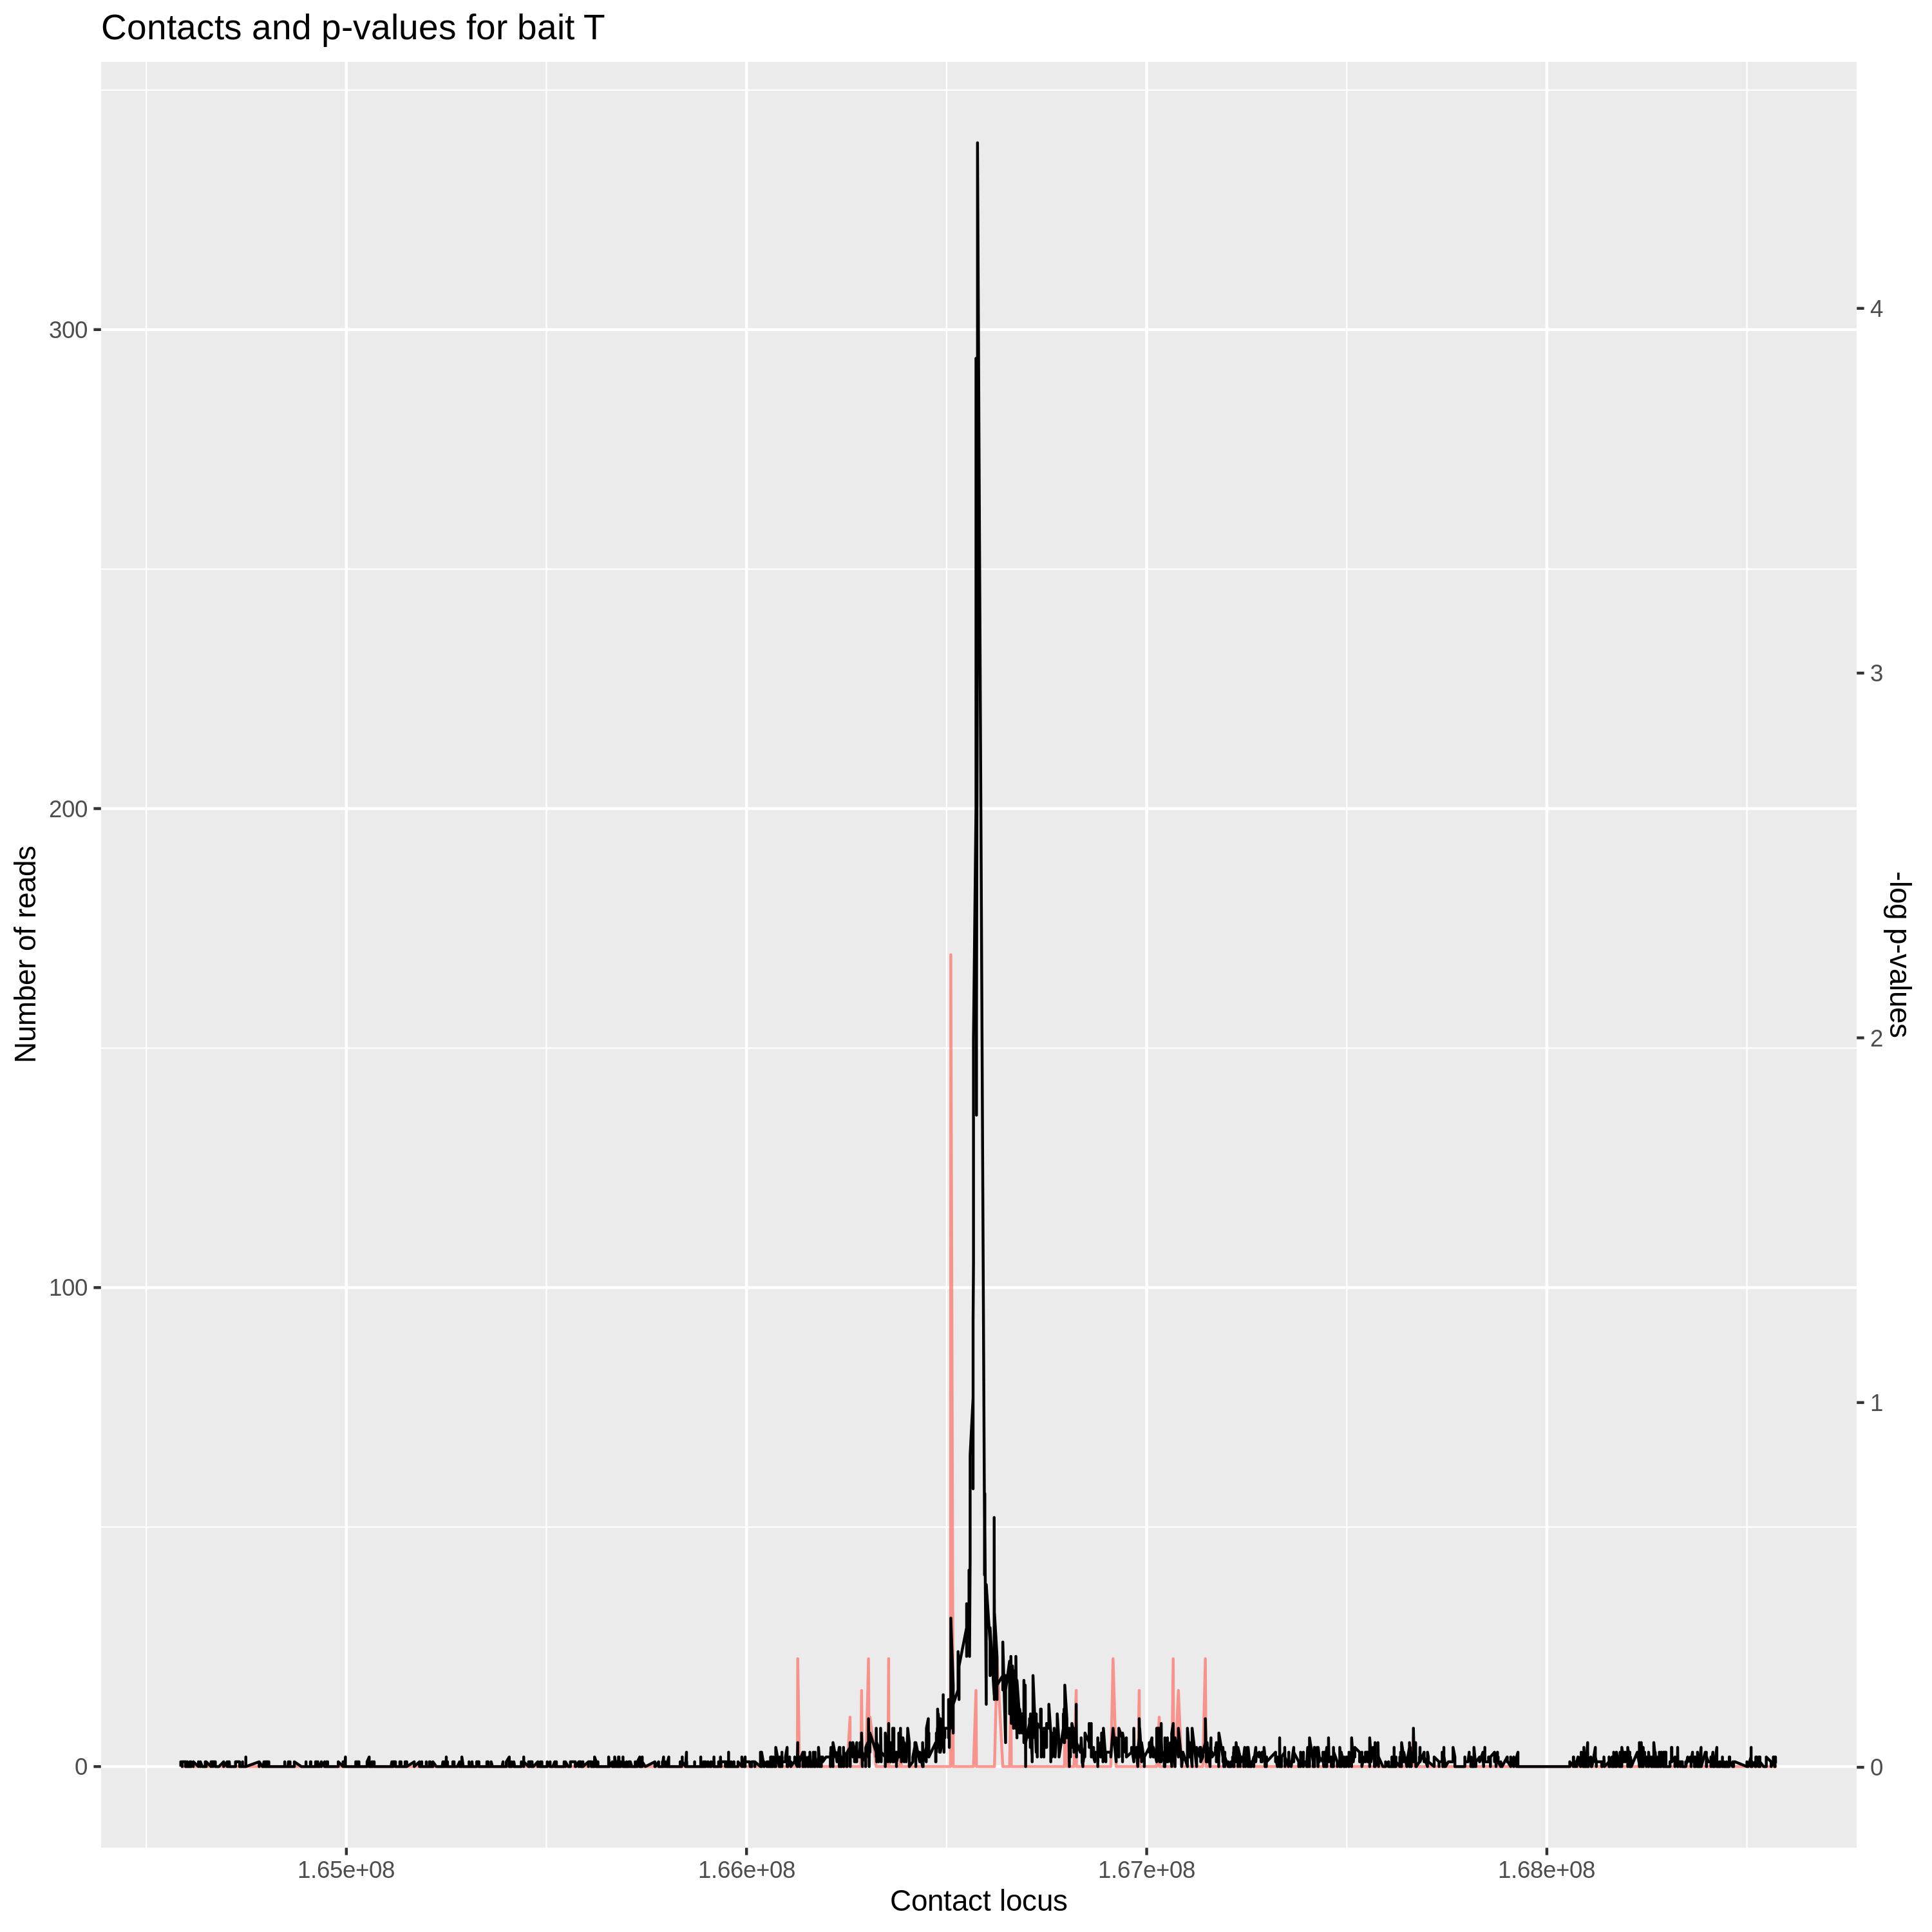 Contacts and p-values for bait T
Number of reads
300
200
100
0
4
3
2
1
0
-log p-values
1.65e+08
1.66e+08
1.67e+08
1.68e+08
Contact locus